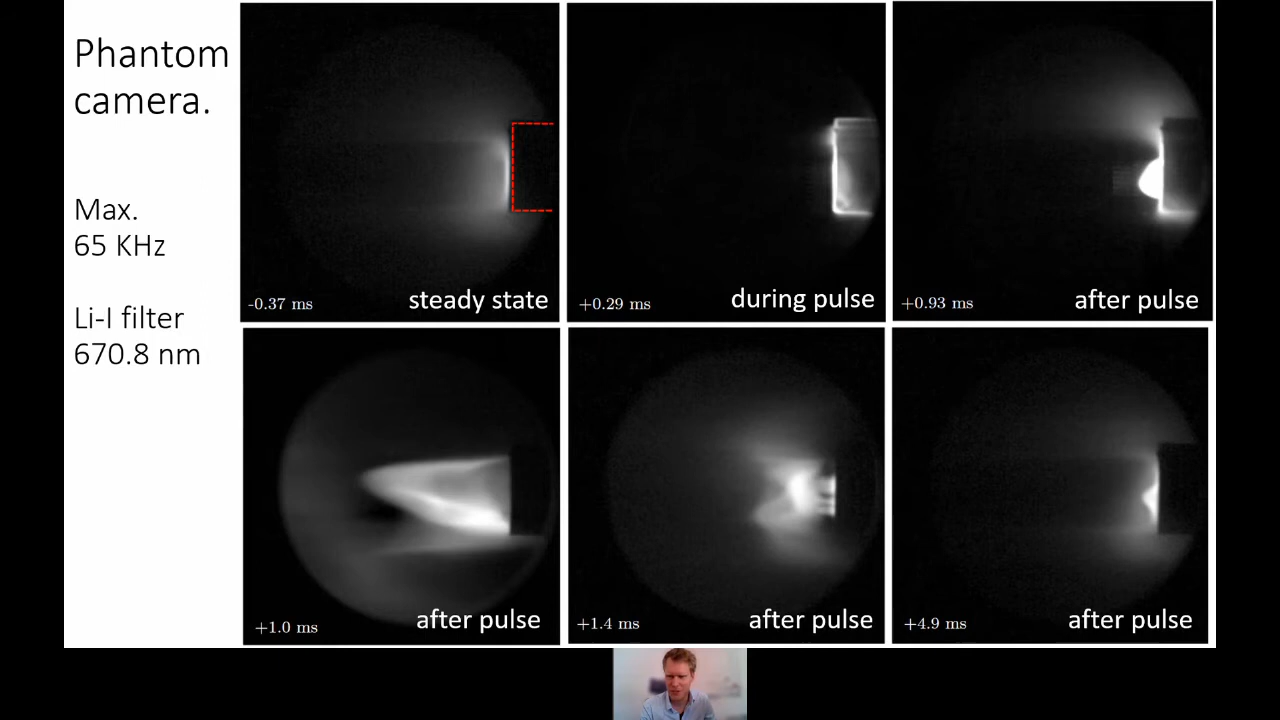 Phantom
camera.
Max.
65 KHz
Li-I filter
670.8 nm
-0.37 ms
steady state
+0.29 ms
during pulse
+0.93 ms
after pulse
+1.0 ms
after pulse
+1.4 ms
after pulse
+4.9 ms
after pulse